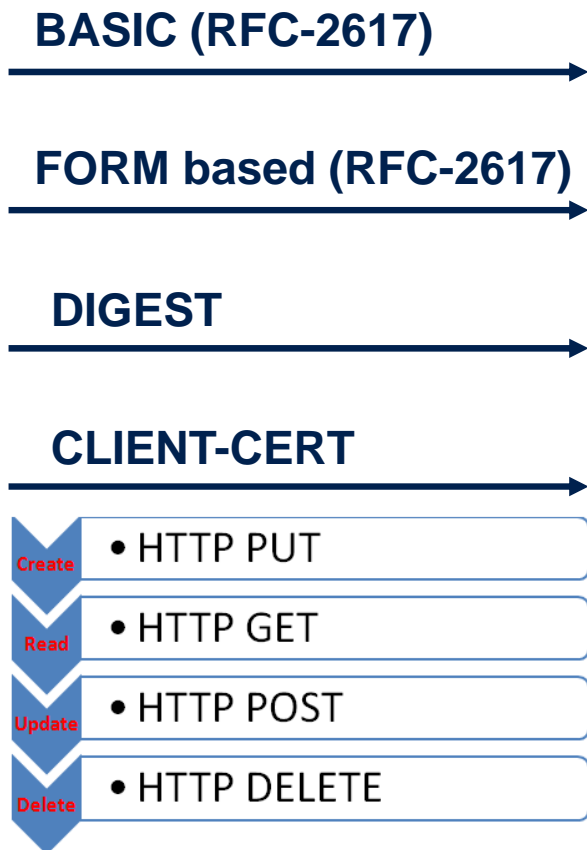 BASIC (RFC-2617)
FORM based (RFC-2617)
DIGEST
CLIENT-CERT
Create • HTTP PUT
Read • HTTP GET
Update • HTTP POST
Delete • HTTP DELETE